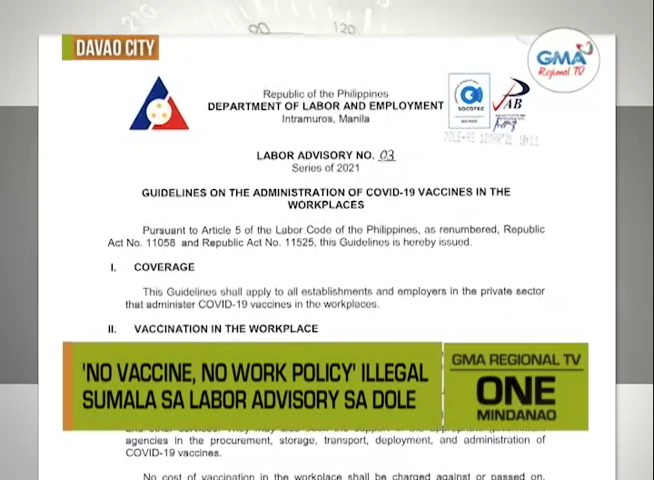 90
120
DAVAO CITY
GMA
Regional TV
Republic of the Philippines
DEPARTMENT OF LABOR AND EMPLOYMENT
Intramuros, Manila
SOCOTEC
PAB
LABOR ADVISORY NO. 03
Series of 2021
GUIDELINES ON THE ADMINISTRATION OF COVID-19 VACCINES IN THE
WORKPLACES
Pursuant to Article 5 of the Labor Code of the Philippines, as renumbered, Republic
Act No. 11058 and Republic Act No. 11525, this Guidelines is hereby issued.
I. COVERAGE
This Guidelines shall apply to all establishments and employers in the private sector
that administer COVID-19 vaccines in the workplaces.
II. VACCINATION IN THE WORKPLACE
'NO VACCINE, NO WORK POLICY' ILLEGAL
SUMALA SA LABOR ADVISORY SA DOLE
GMA REGIONAL TV
ONE
MINDANAO
agencies in the procurement, storage, transport, deployment, and administration of
COVID-19 vaccines.
No cost of vaccination in the workplace shall be charged against or passed on,